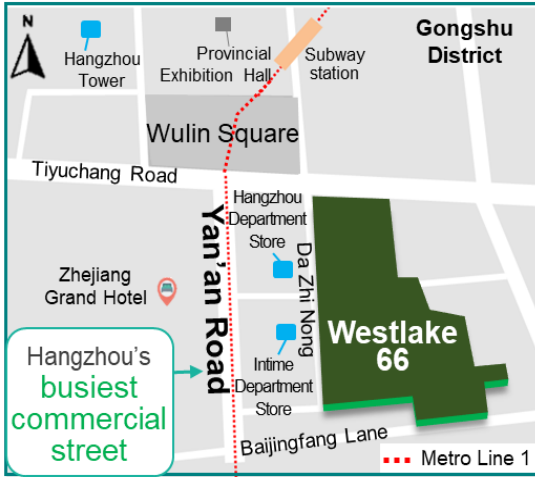 N
Hangzhou
Tower
Provincial
Exhibition Hall
Subway
station
Gongshu
District
Wulin Square
Tiyuchang Road
Hangzhou
Department
Store
Yan'an Road
Da Zhi Nong
Zhejiang
Grand Hotel
Westlake
66
Hangzhou's
busiest
commercial
street
Intime
Department
Store
Baijingfang Lane
Metro Line 1